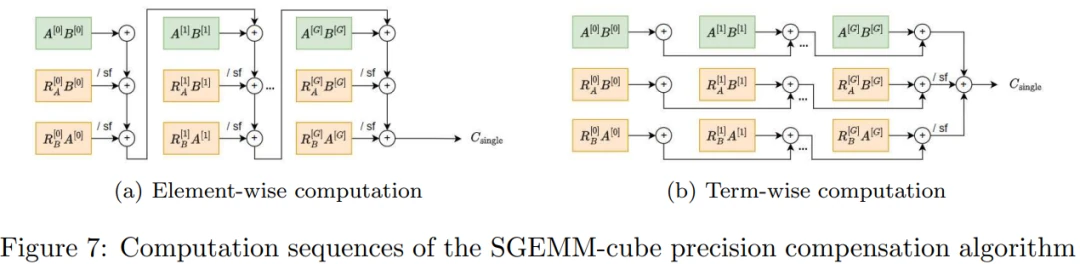 A^[0]B^[0] + A^[1]B^[1] + A^[G]B^[G] +
/ sf / sf / sf
R_A^[0]B^[0] + R_A^[1]B^[1] + ... R_A^[G]B^[G] +
/ sf / sf / sf
R_B^[0]A^[0] + R_B^[1]A^[1] + R_B^[G]A^[G] + C_single
(a) Element-wise computation
A^[0]B^[0] + A^[1]B^[1] + ... A^[G]B^[G] +
R_A^[0]B^[0] + R_A^[1]B^[1] + ... R_A^[G]B^[G] + / sf + C_single
R_B^[0]A^[0] + R_B^[1]A^[1] + ... R_B^[G]A^[G] + / sf
(b) Term-wise computation
Figure 7: Computation sequences of the SGEMM-cube precision compensation algorithm